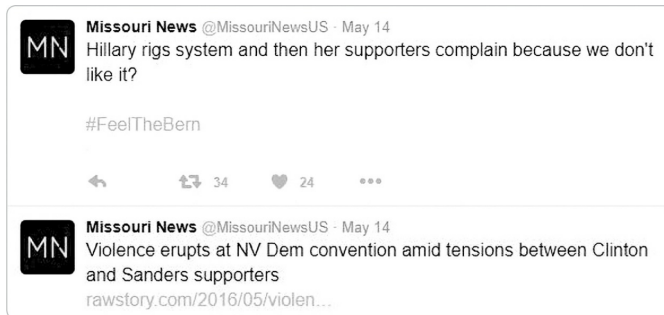 MN
Missouri News @MissouriNewsUS · May 14
Hillary rigs system and then her supporters complain because we don't
like it?
#FeelTheBern
34 24
MN
Missouri News @MissouriNewsUS · May 14
Violence erupts at NV Dem convention amid tensions between Clinton
and Sanders supporters
rawstory.com/2016/05/violen...